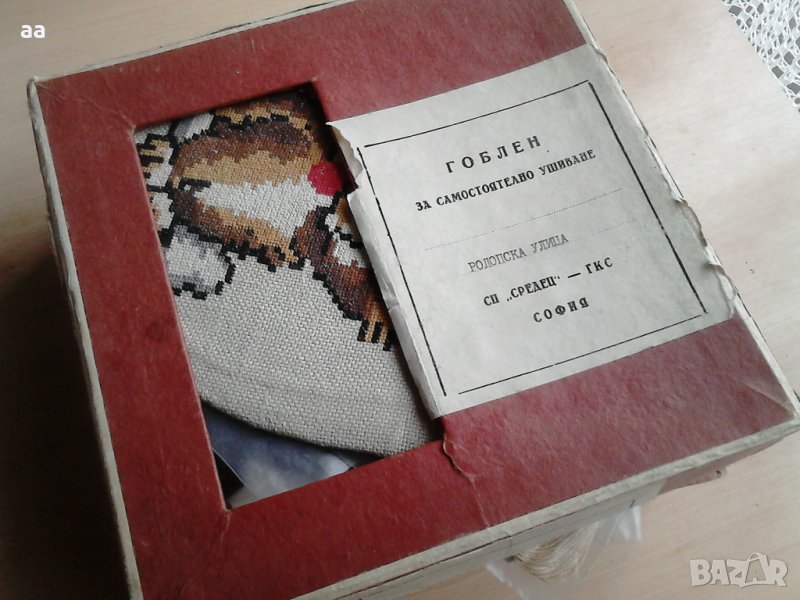 aa
ГОБЛЕН
ЗА САМОСТОЯТЕЛНО УШИВАНЕ
РОДОПСКА УЛИЦА
СП „СРЕДЕЦ" — ГКС
СОФИЯ
BAZAR